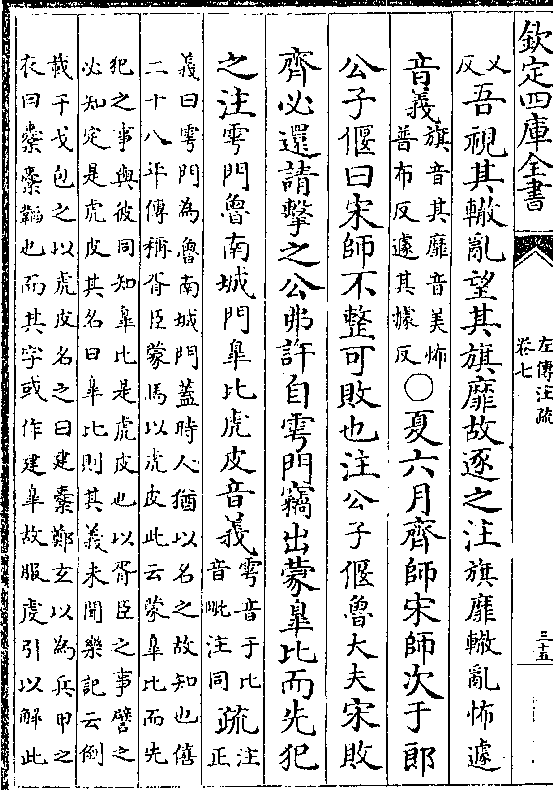 欽定四庫全書
左傳注疏
卷七
三十五
又
反
吾視其轍亂望其旗靡故逐之注旗靡轍亂怖遽
音義旗音其靡音美怖
普布反遽其據反
○夏六月齊師宋師次于郎
公子偃曰宋師不整可敗也注公子偃魯大夫宋敗
齊必還請擊之公弗許自雩門竊出蒙臯比而先犯
之注雩門魯南城門臯比虎皮音義雩音于比
音毗注同
疏注
正
義曰雩門為魯南城門蓋時人猶以名之故知也僖
二十八年傳稱胥臣蒙馬以虎皮此云蒙臯比而先
犯之事與彼同知臯比是虎皮也以胥臣之事譬之
必知定是虎皮其名曰臯比則其義未聞樂記云倒
載干戈包之以虎皮名之曰建櫜鄭玄以為兵甲之
衣曰櫜櫜韜也而其字或作建臯故服虔引以解此